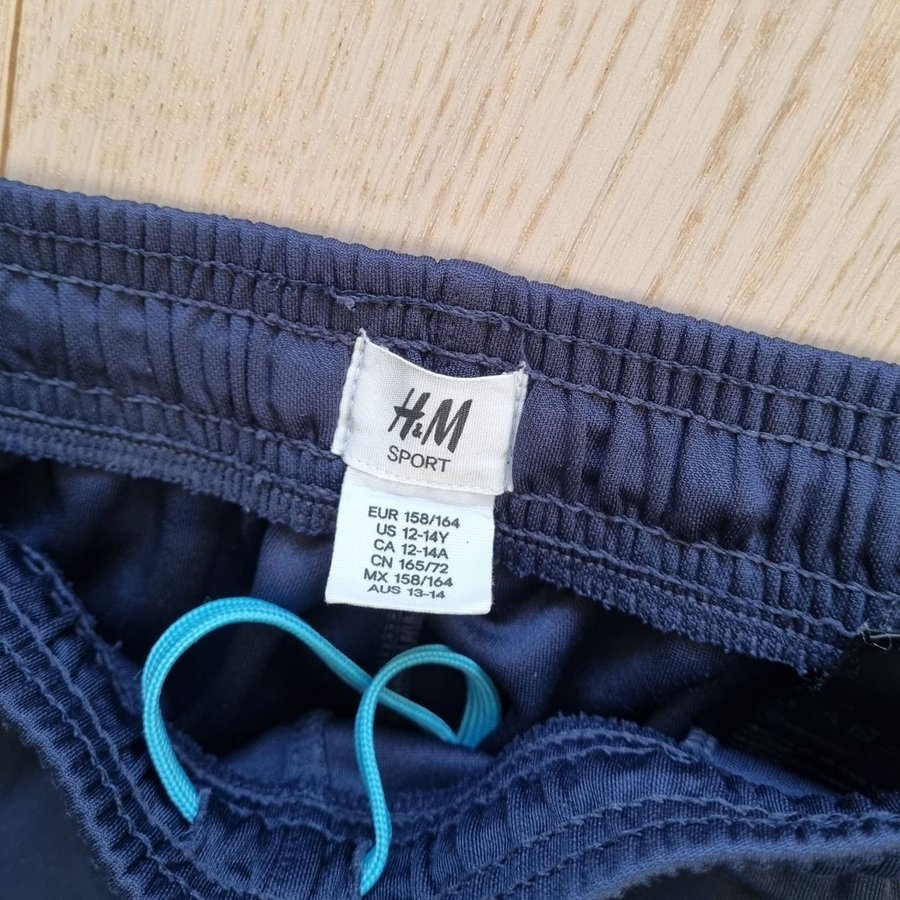 H&M
SPORT
EUR 158/164
US 12-14Y
CA 12-14A
CN 165/72
MX 158/164
AUS 13-14